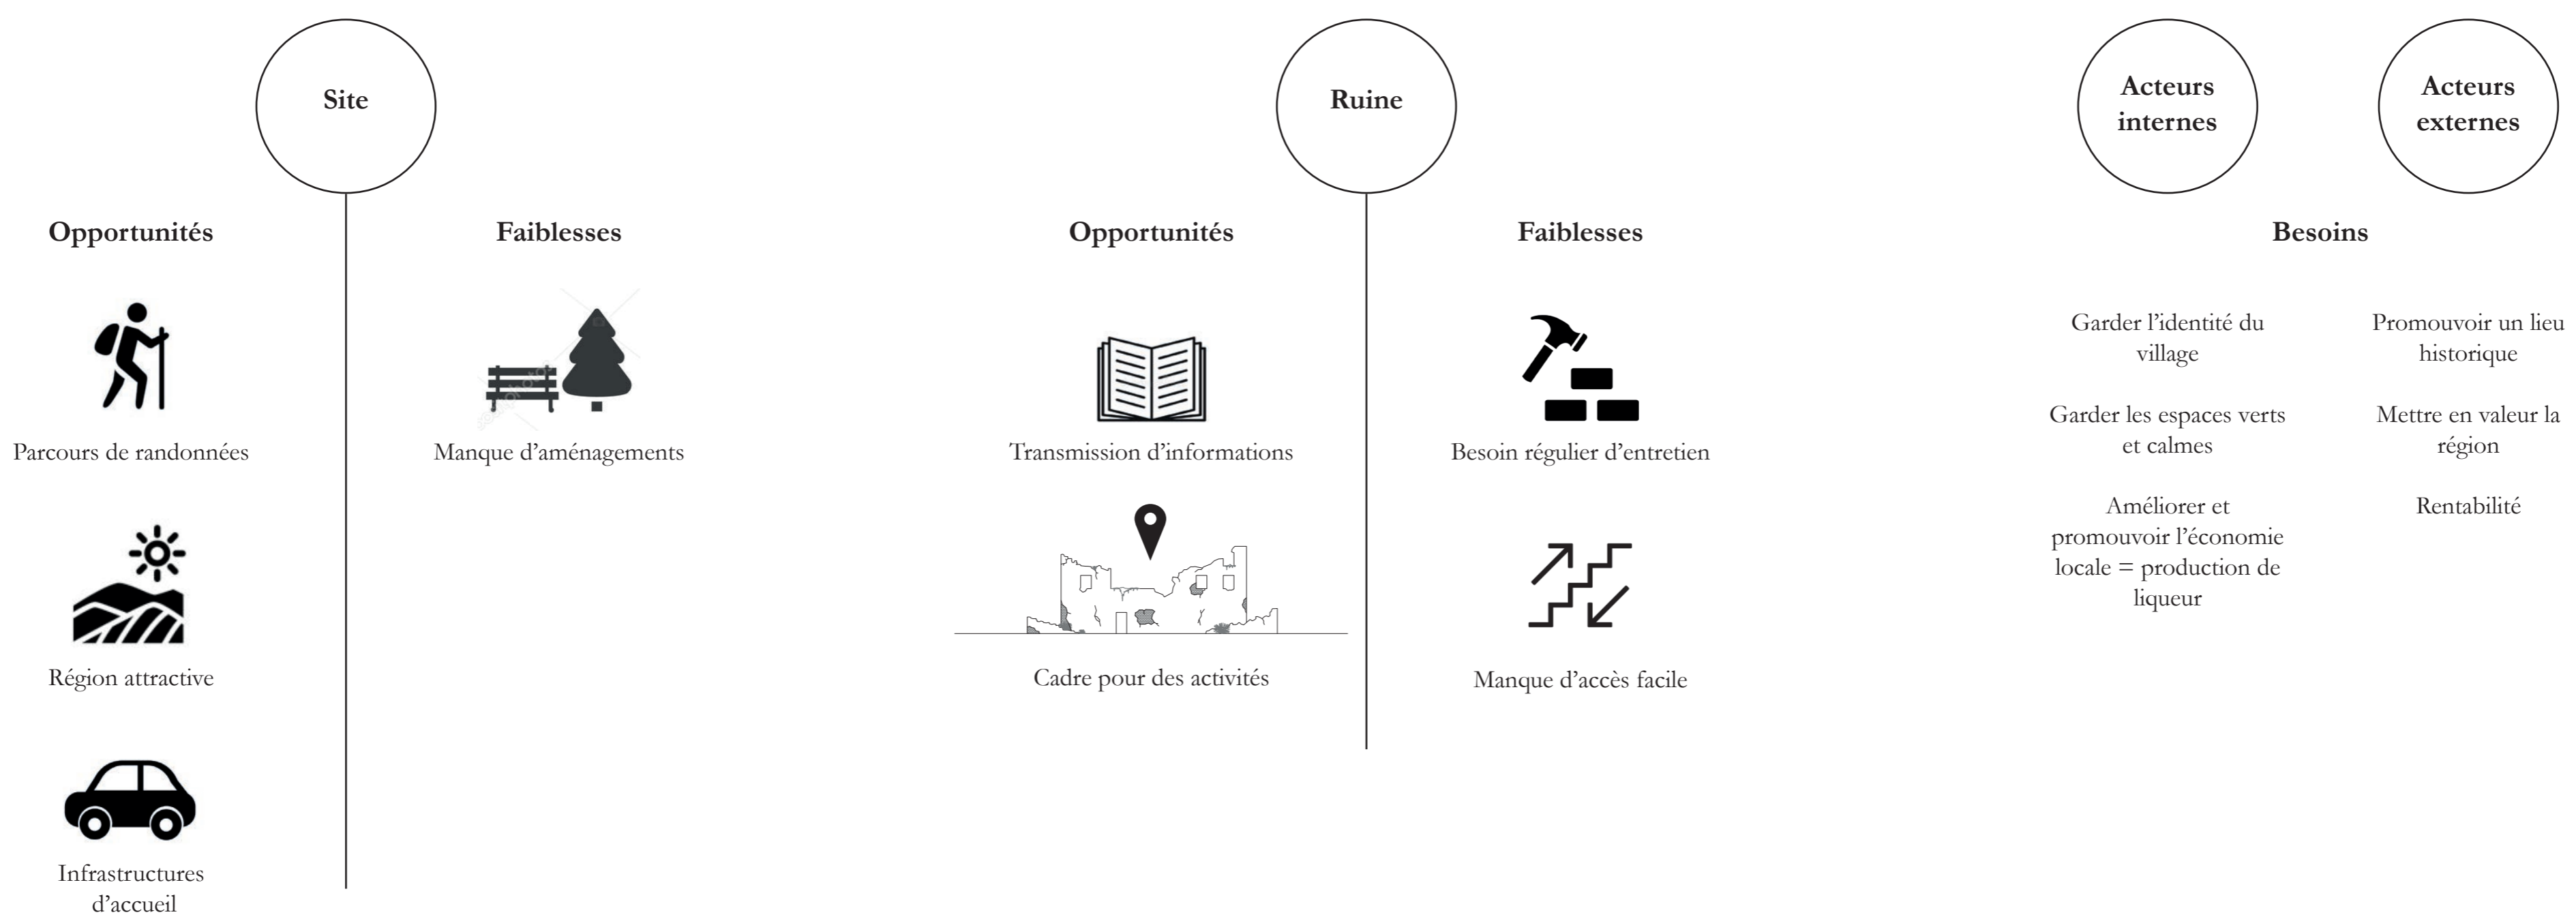 Site
Opportunités
Faiblesses
Parcours de randonnées
Manque d’aménagements
Région attractive
Infrastructures
d’accueil
Ruine
Opportunités
Faiblesses
Transmission d’informations
Besoin régulier d’entretien
Cadre pour des activités
Manque d’accès facile
Acteurs
internes
Acteurs
externes
Besoins
Garder l’identité du
village
Garder les espaces verts
et calmes
Améliorer et
promouvoir l’économie
locale = production de
liqueur
Promouvoir un lieu
historique
Mettre en valeur la
région
Rentabilité